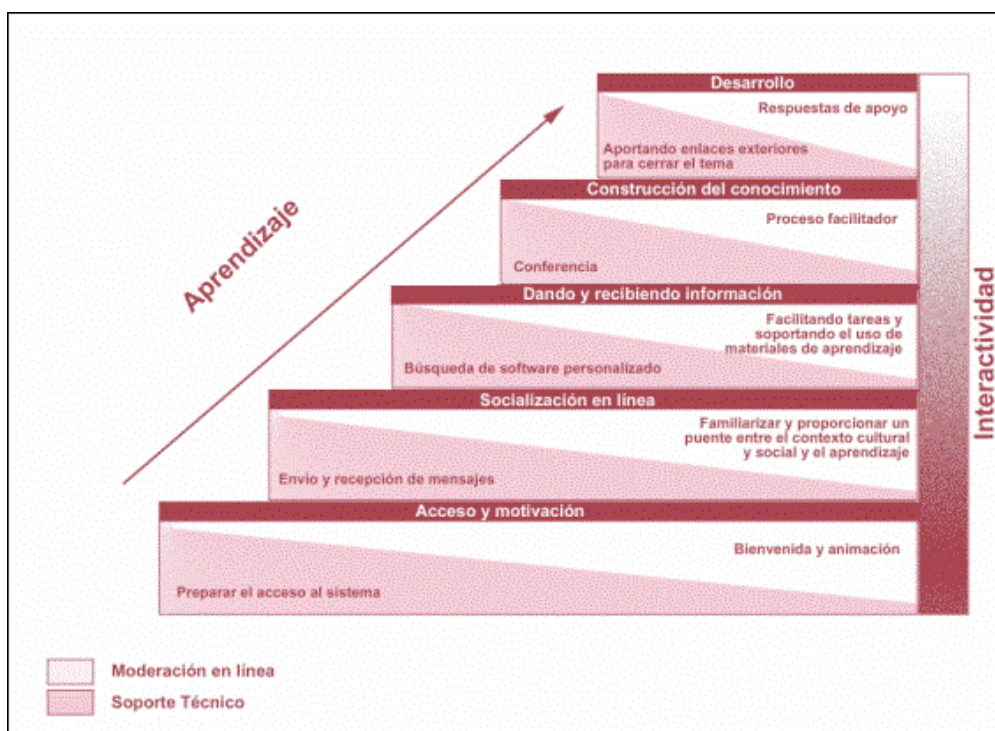 Desarrollo
Respuestas de apoyo
Aportando enlaces exteriores
para cerrar el tema
Construcción del conocimiento
Proceso facilitador
Conferencia
Dando y recibiendo información
Facilitando tareas y
soportando el uso de
materiales de aprendizaje
Búsqueda de software personalizado
Socialización en línea
Familiarizar y proporcionar un
puente entre el contexto cultural
y social y el aprendizaje
Envio y recepción de mensajes
Acceso y motivación
Bienvenida y animación
Preparar el acceso al sistema
Aprendizaje
Interactividad
Moderación en línea
Soporte Técnico